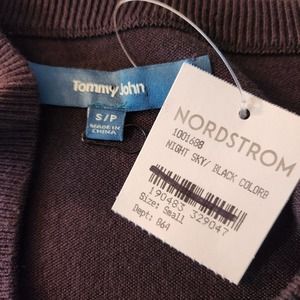 Tommy John
S/P
MADE IN
CHINA
NORDSTROM
1001688
NIGHT SKY/ BLACK COLORB
190483 329047
Size: Small
Dept: 864